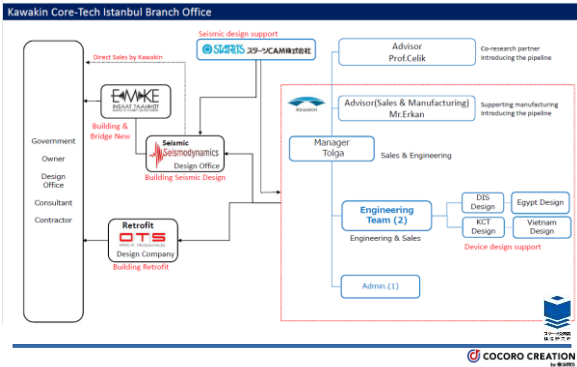 Kawakin Core-Tech Istanbul Branch Office
Seismic design support
STARTS スターツCAM株式会社
Direct Sales by Kawakin
EMKE
INSAAT TAAHHUT
Building &
Bridge New
Seismic
Seismodynamics
Design Office
Building Seismic Design
Government
Owner
Design
Office
Consultant
Contractor
Retrofit
OTS
Design Company
Building Retrofit
Advisor
Prof.Celik
Co-research partner
Introducing the pipeline
Kawakin
Advisor(Sales & Manufacturing)
Mr.Erkan
Supporting manufacturing
Introducing the pipeline
Manager
Tolga
Sales & Engineering
Engineering
Team (2)
Engineering & Sales
DIS
Design
Egypt Design
KCT
Design
Vietnam
Design
Device design support
Admin.(1)
COCORO CREATION